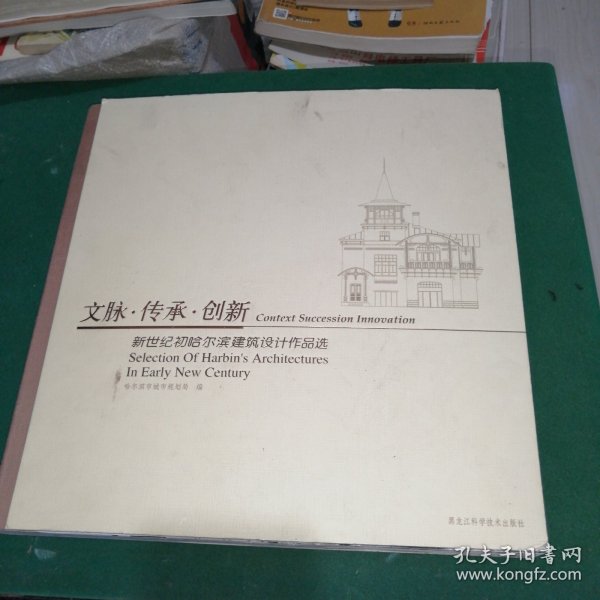 文脉·传承·创新 Context Succession Innovation
新世纪初哈尔滨建筑设计作品选
Selection Of Harbin's Architectures
In Early New Century
哈尔滨市城市规划局 编
黑龙江科学技术出版社
孔夫子旧书网
www.kongfz.com